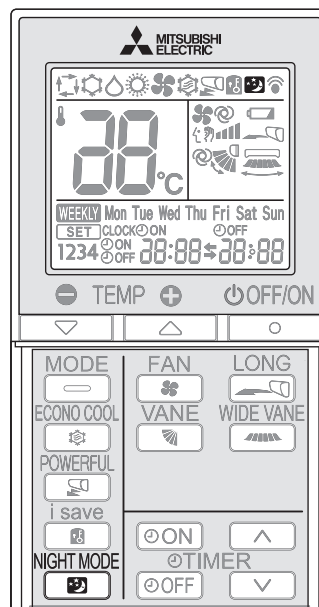 MITSUBISHI
ELECTRIC
88°C
WEEKLY Mon Tue Wed Thu Fri Sat Sun
SET CLOCK ON OFF
1234 ON OFF 88:88 88:88
TEMP OFF/ON
MODE FAN LONG
ECONO COOL VANE WIDE VANE
POWERFUL
i save
ON
TIMER
NIGHT MODE OFF